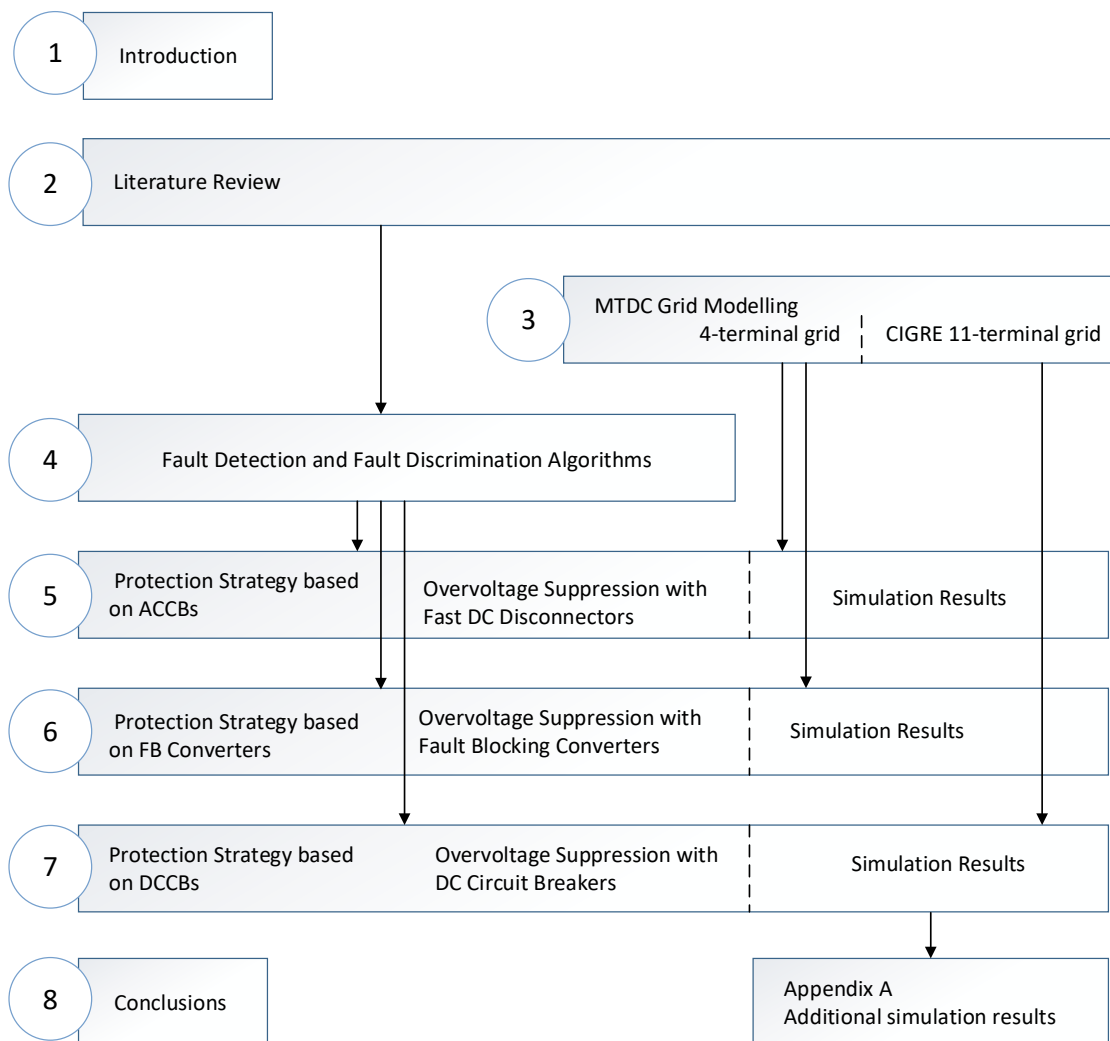 1
Introduction
2
Literature Review
3
MTDC Grid Modelling
4-terminal grid
CIGRE 11-terminal grid
4
Fault Detection and Fault Discrimination Algorithms
5
Protection Strategy based
on ACCBs
Overvoltage Suppression with
Fast DC Disconnectors
Simulation Results
6
Protection Strategy based
on FB Converters
Overvoltage Suppression with
Fault Blocking Converters
Simulation Results
7
Protection Strategy based
on DCCBs
Overvoltage Suppression with
DC Circuit Breakers
Simulation Results
8
Conclusions
Appendix A
Additional simulation results